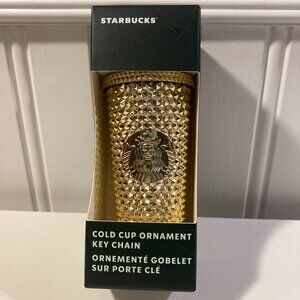 STARBUCKS®
COLD CUP ORNAMENT
KEY CHAIN
ORNEMENTÉ GOBELET
SUR PORTE CLÉ